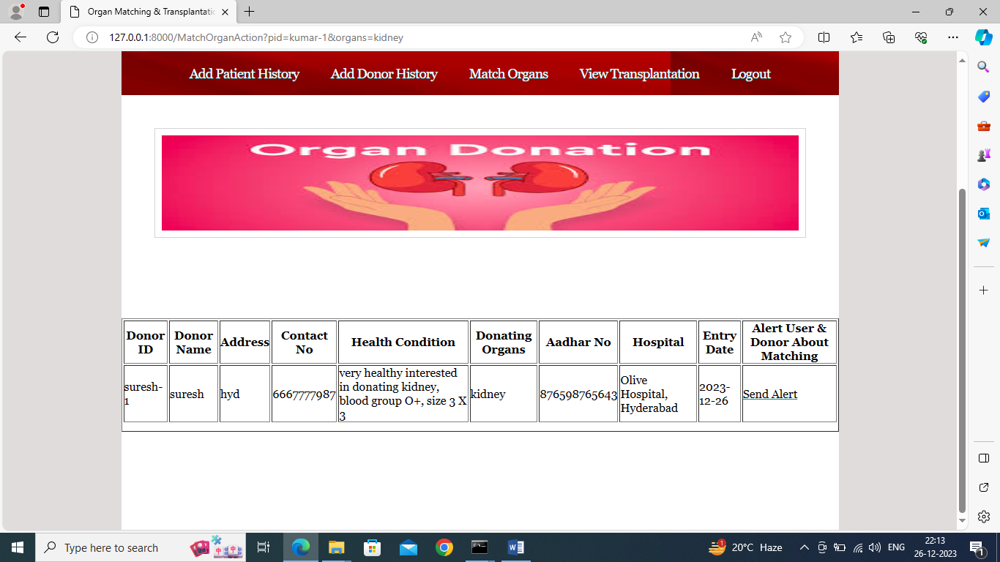 Organ Matching & Transplantatic
127.0.0.1:8000/MatchOrganAction?pid=kumar-1&organs=kidney
Add Patient History Add Donor History Match Organs View Transplantation Logout
Organ Donation
Donor ID Donor Name Address Contact No Health Condition Donating Organs Aadhar No Hospital Entry Date Alert User & Donor About Matching
suresh-1 suresh hyd 6667777987 very healthy interested in donating kidney, blood group O+, size 3 X 3 kidney 876598765643 Olive Hospital, Hyderabad 2023-12-26 Send Alert
Type here to search
20°C Haze
ENG
22:13
26-12-2023
1
1